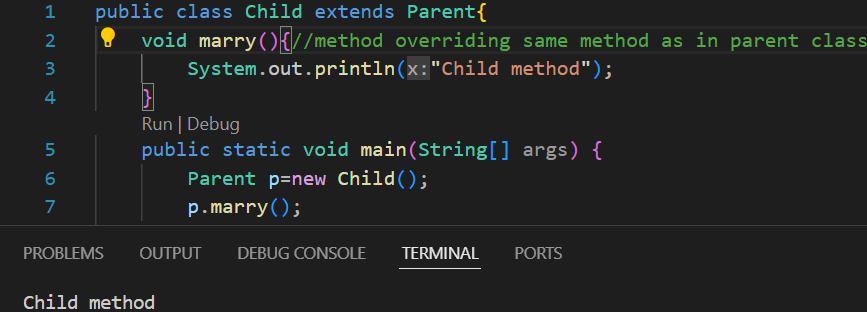 1 public class Child extends Parent{
2 void marry(){//method overriding same method as in parent class
3 System.out.println(x:"Child method");
4 }
Run | Debug
5 public static void main(String[] args) {
6 Parent p=new Child();
7 p.marry();
PROBLEMS OUTPUT DEBUG CONSOLE TERMINAL PORTS
Child method